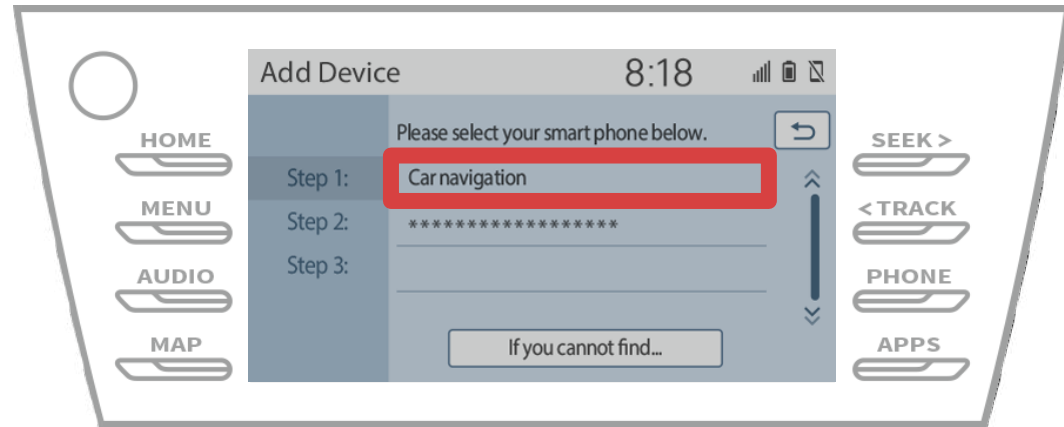 Add Device 8:18
Please select your smart phone below.
HOME
SEEK >
Step 1: Car navigation
MENU
< TRACK
Step 2: ******************
Step 3:
AUDIO
PHONE
MAP
If you cannot find...
APPS